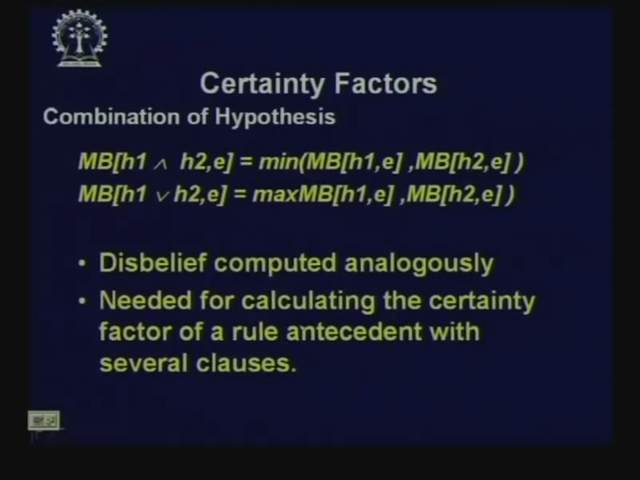 Certainty Factors
Combination of Hypothesis
MB[h1 ∧ h2,e] = min(MB[h1,e] ,MB[h2,e] )
MB[h1 ∨ h2,e] = maxMB[h1,e] ,MB[h2,e] )
• Disbelief computed analogously
• Needed for calculating the certainty
factor of a rule antecedent with
several clauses.